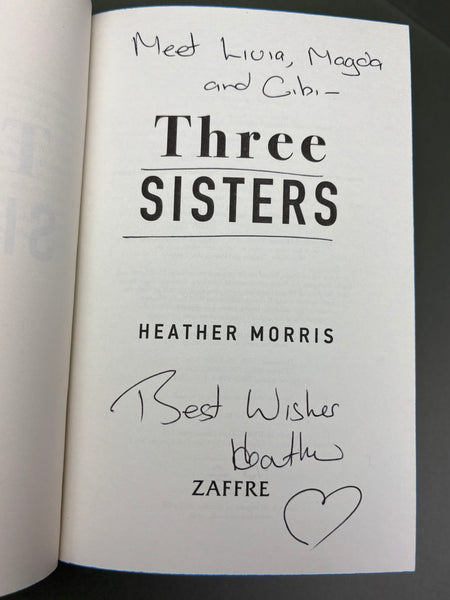 Meet Livia, Magda
and Cibi –
Three
SISTERS
HEATHER MORRIS
Best Wishes
Heather
ZAFFRE